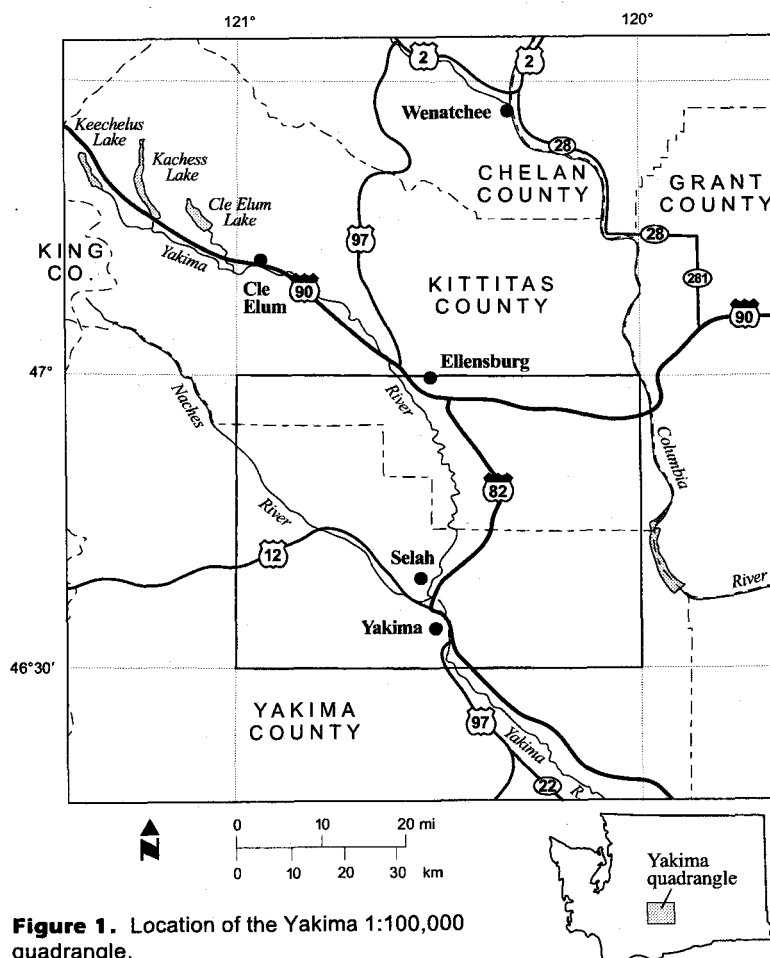 121°
120°
2
2
Wenatchee
Keechelus
Lake
Kachess
Lake
28
CHELAN
COUNTY
GRANT
COUNTY
Cle Elum
Lake
97
28
KING
CO.
Yakima
281
Cle
Elum
90
KITTITAS
COUNTY
90
Ellensburg
47°
Naches
River
Columbia
82
River
12
Selah
River
Yakima
46°30'
YAKIMA
COUNTY
97
Yakima
R.
22
N
0 10 20 mi
0 10 20 30 km
Yakima
quadrangle
Figure 1. Location of the Yakima 1:100,000
quadrangle.